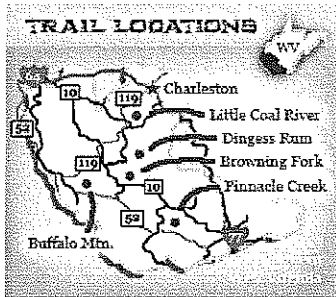 TRAIL LOCATIONS
WV
Charleston
10
119
Little Coal River
52
Dingess Rum
Browning Fork
119
10
Pinnacle Creek
52
Buffalo Mtn.